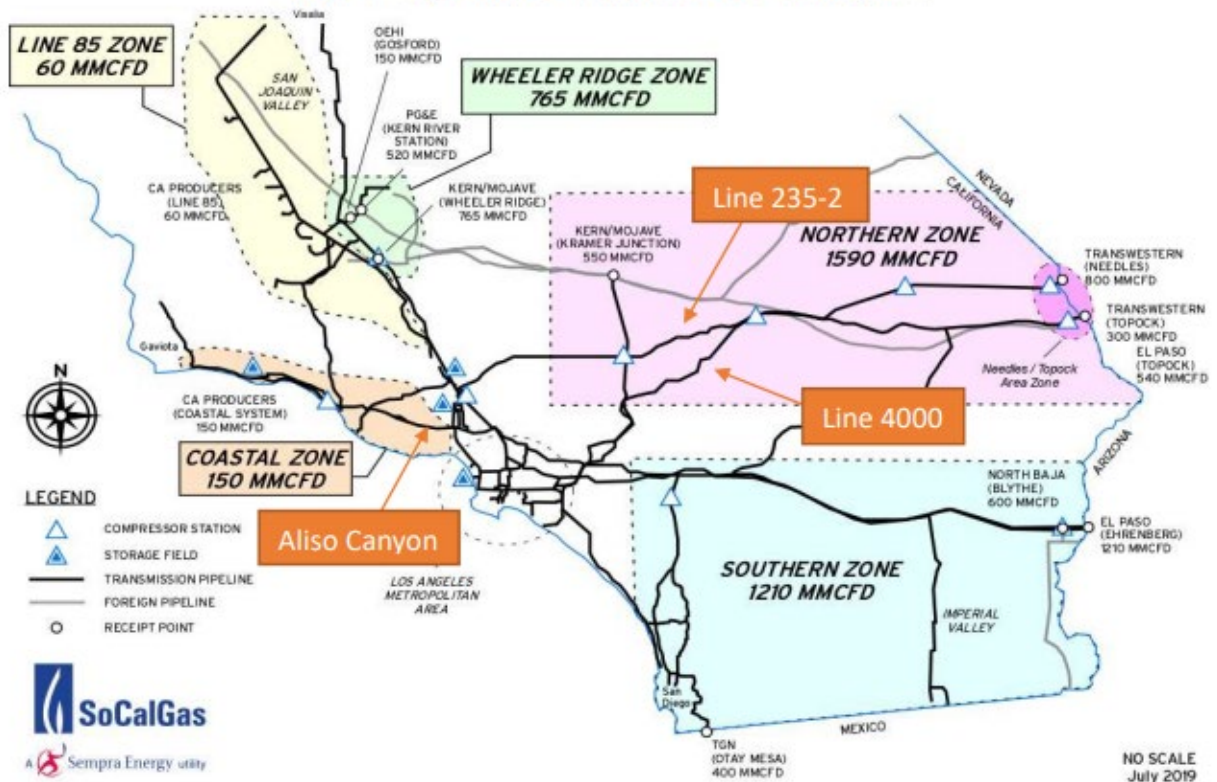 Visalia
LINE 85 ZONE
60 MMCFD
OEHI
(GOSFORD)
150 MMCFD
SAN
JOAQUIN
VALLEY
WHEELER RIDGE ZONE
765 MMCFD
PG&E
(KERN RIVER
STATION)
520 MMCFD
CA PRODUCERS
(LINE 85)
60 MMCFD
KERN/MOJAVE
(WHEELER RIDGE)
765 MMCFD
Line 235-2
NEVADA
CALIFORNIA
KERN/MOJAVE
(KRAMER JUNCTION)
550 MMCFD
NORTHERN ZONE
1590 MMCFD
TRANSWESTERN
(NEEDLES)
800 MMCFD
TRANSWESTERN
(TOPOCK)
300 MMCFD
EL PASO
(TOPOCK)
540 MMCFD
Needles / Topock
Area Zone
Gaviota
N
CA PRODUCERS
(COASTAL SYSTEM)
150 MMCFD
Line 4000
COASTAL ZONE
150 MMCFD
ARIZONA
NORTH BAJA
(BLYTHE)
600 MMCFD
EL PASO
(EHRENBERG)
1210 MMCFD
LEGEND
COMPRESSOR STATION
STORAGE FIELD
TRANSMISSION PIPELINE
FOREIGN PIPELINE
RECEIPT POINT
Aliso Canyon
LOS ANGELES
METROPOLITAN
AREA
SOUTHERN ZONE
1210 MMCFD
IMPERIAL
VALLEY
San
Diego
MEXICO
TGN
(OTAY MESA)
400 MMCFD
SoCalGas
A Sempra Energy utility
NO SCALE
July 2019